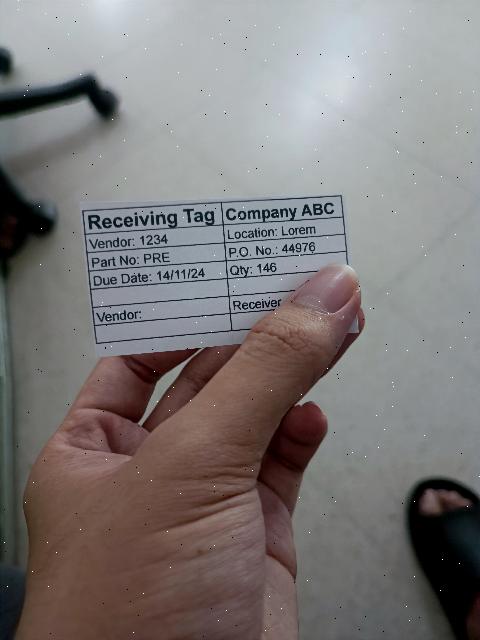 Receiving Tag Company ABC
Vendor: 1234 Location: Lorem
Part No: PRE P.O. No.: 44976
Due Date: 14/11/24 Qty: 146
Vendor: Receiver